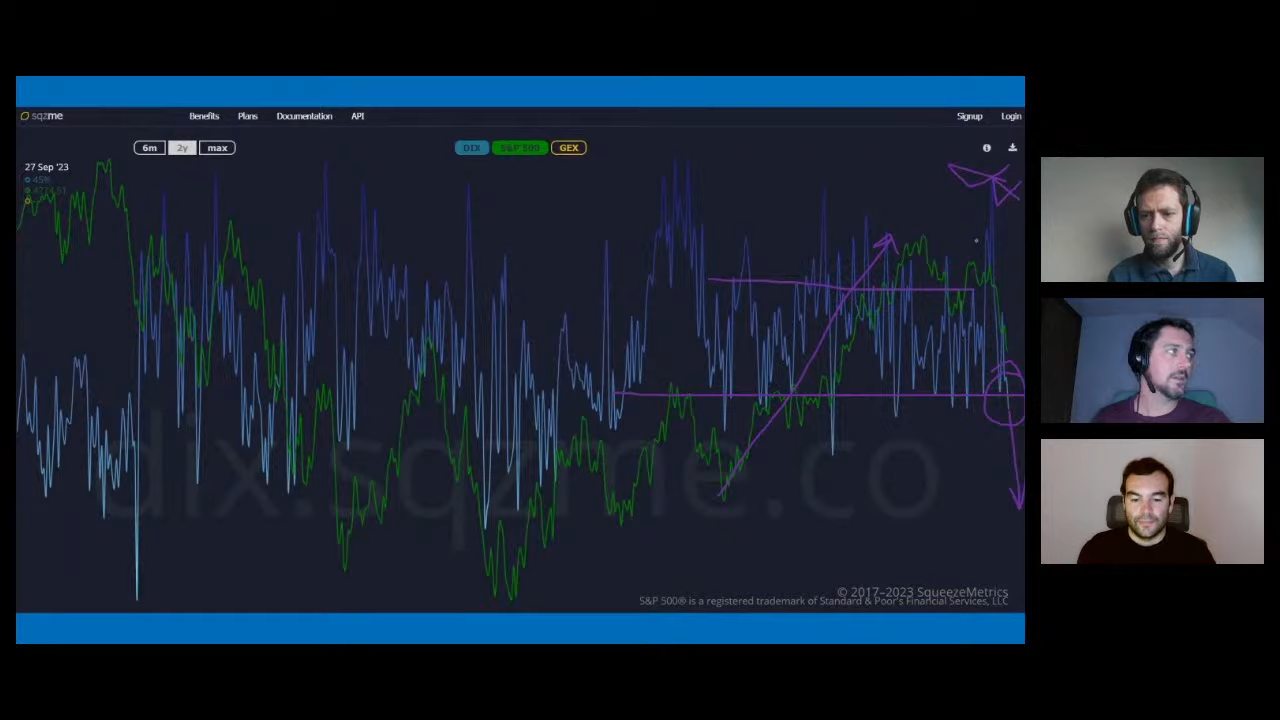 sqzme
Benefits Plans Documentation API Signup Login
6m 2y max DIX S&P 500 GEX
27 Sep '23
45%
dix.sqzme.co
© 2017–2023 SqueezeMetrics
S&P 500® is a registered trademark of Standard & Poor's Financial Services, LLC